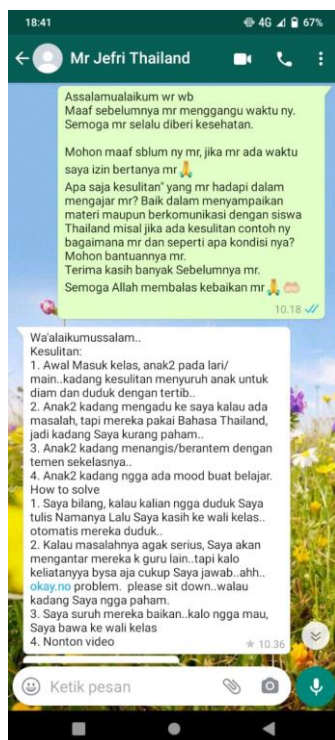 18:41
4G 67%
Mr Jefri Thailand
Assalamualaikum wr wb
Maaf sebelumnya mr menggangu waktu ny.
Semoga mr selalu diberi kesehatan.
Mohon maaf sblum ny mr, jika mr ada waktu
saya izin bertanya mr🙏
Apa saja kesulitan" yang mr hadapi dalam
mengajar mr? Baik dalam menyampaikan
materi maupun berkomunikasi dengan siswa
Thailand misal jika ada kesulitan contoh ny
bagaimana mr dan seperti apa kondisi nya?
Mohon bantuannya mr.
Terima kasih banyak Sebelumnya mr.
Semoga Allah membalas kebaikan mr🙏🤲
10.18
Wa'alaikumussalam..
Kesulitan:
1. Awal Masuk kelas, anak2 pada lari/
main..kadang kesulitan menyuruh anak untuk
diam dan duduk dengan tertib..
2. Anak2 kadang mengadu ke saya kalau ada
masalah, tapi mereka pakai Bahasa Thailand,
jadi kadang Saya kurang paham..
3. Anak2 kadang menangis/berantem dengan
temen sekelasnya..
4. Anak2 kadang ngga ada mood buat belajar.
How to solve
1. Saya bilang, kalau kalian ngga duduk Saya
tulis Namanya Lalu Saya kasih ke wali kelas..
otomatis mereka duduk..
2. Kalau masalahnya agak serius, Saya akan
mengantar mereka k guru lain..tapi kalo
keliatanyya bysa aja cukup Saya jawab..ahh..
okay.no problem. please sit down..walau
kadang Saya ngga paham.
3. Saya suruh mereka baikan..kalo ngga mau,
Saya bawa ke wali kelas
4. Nonton video
10.36
Ketik pesan